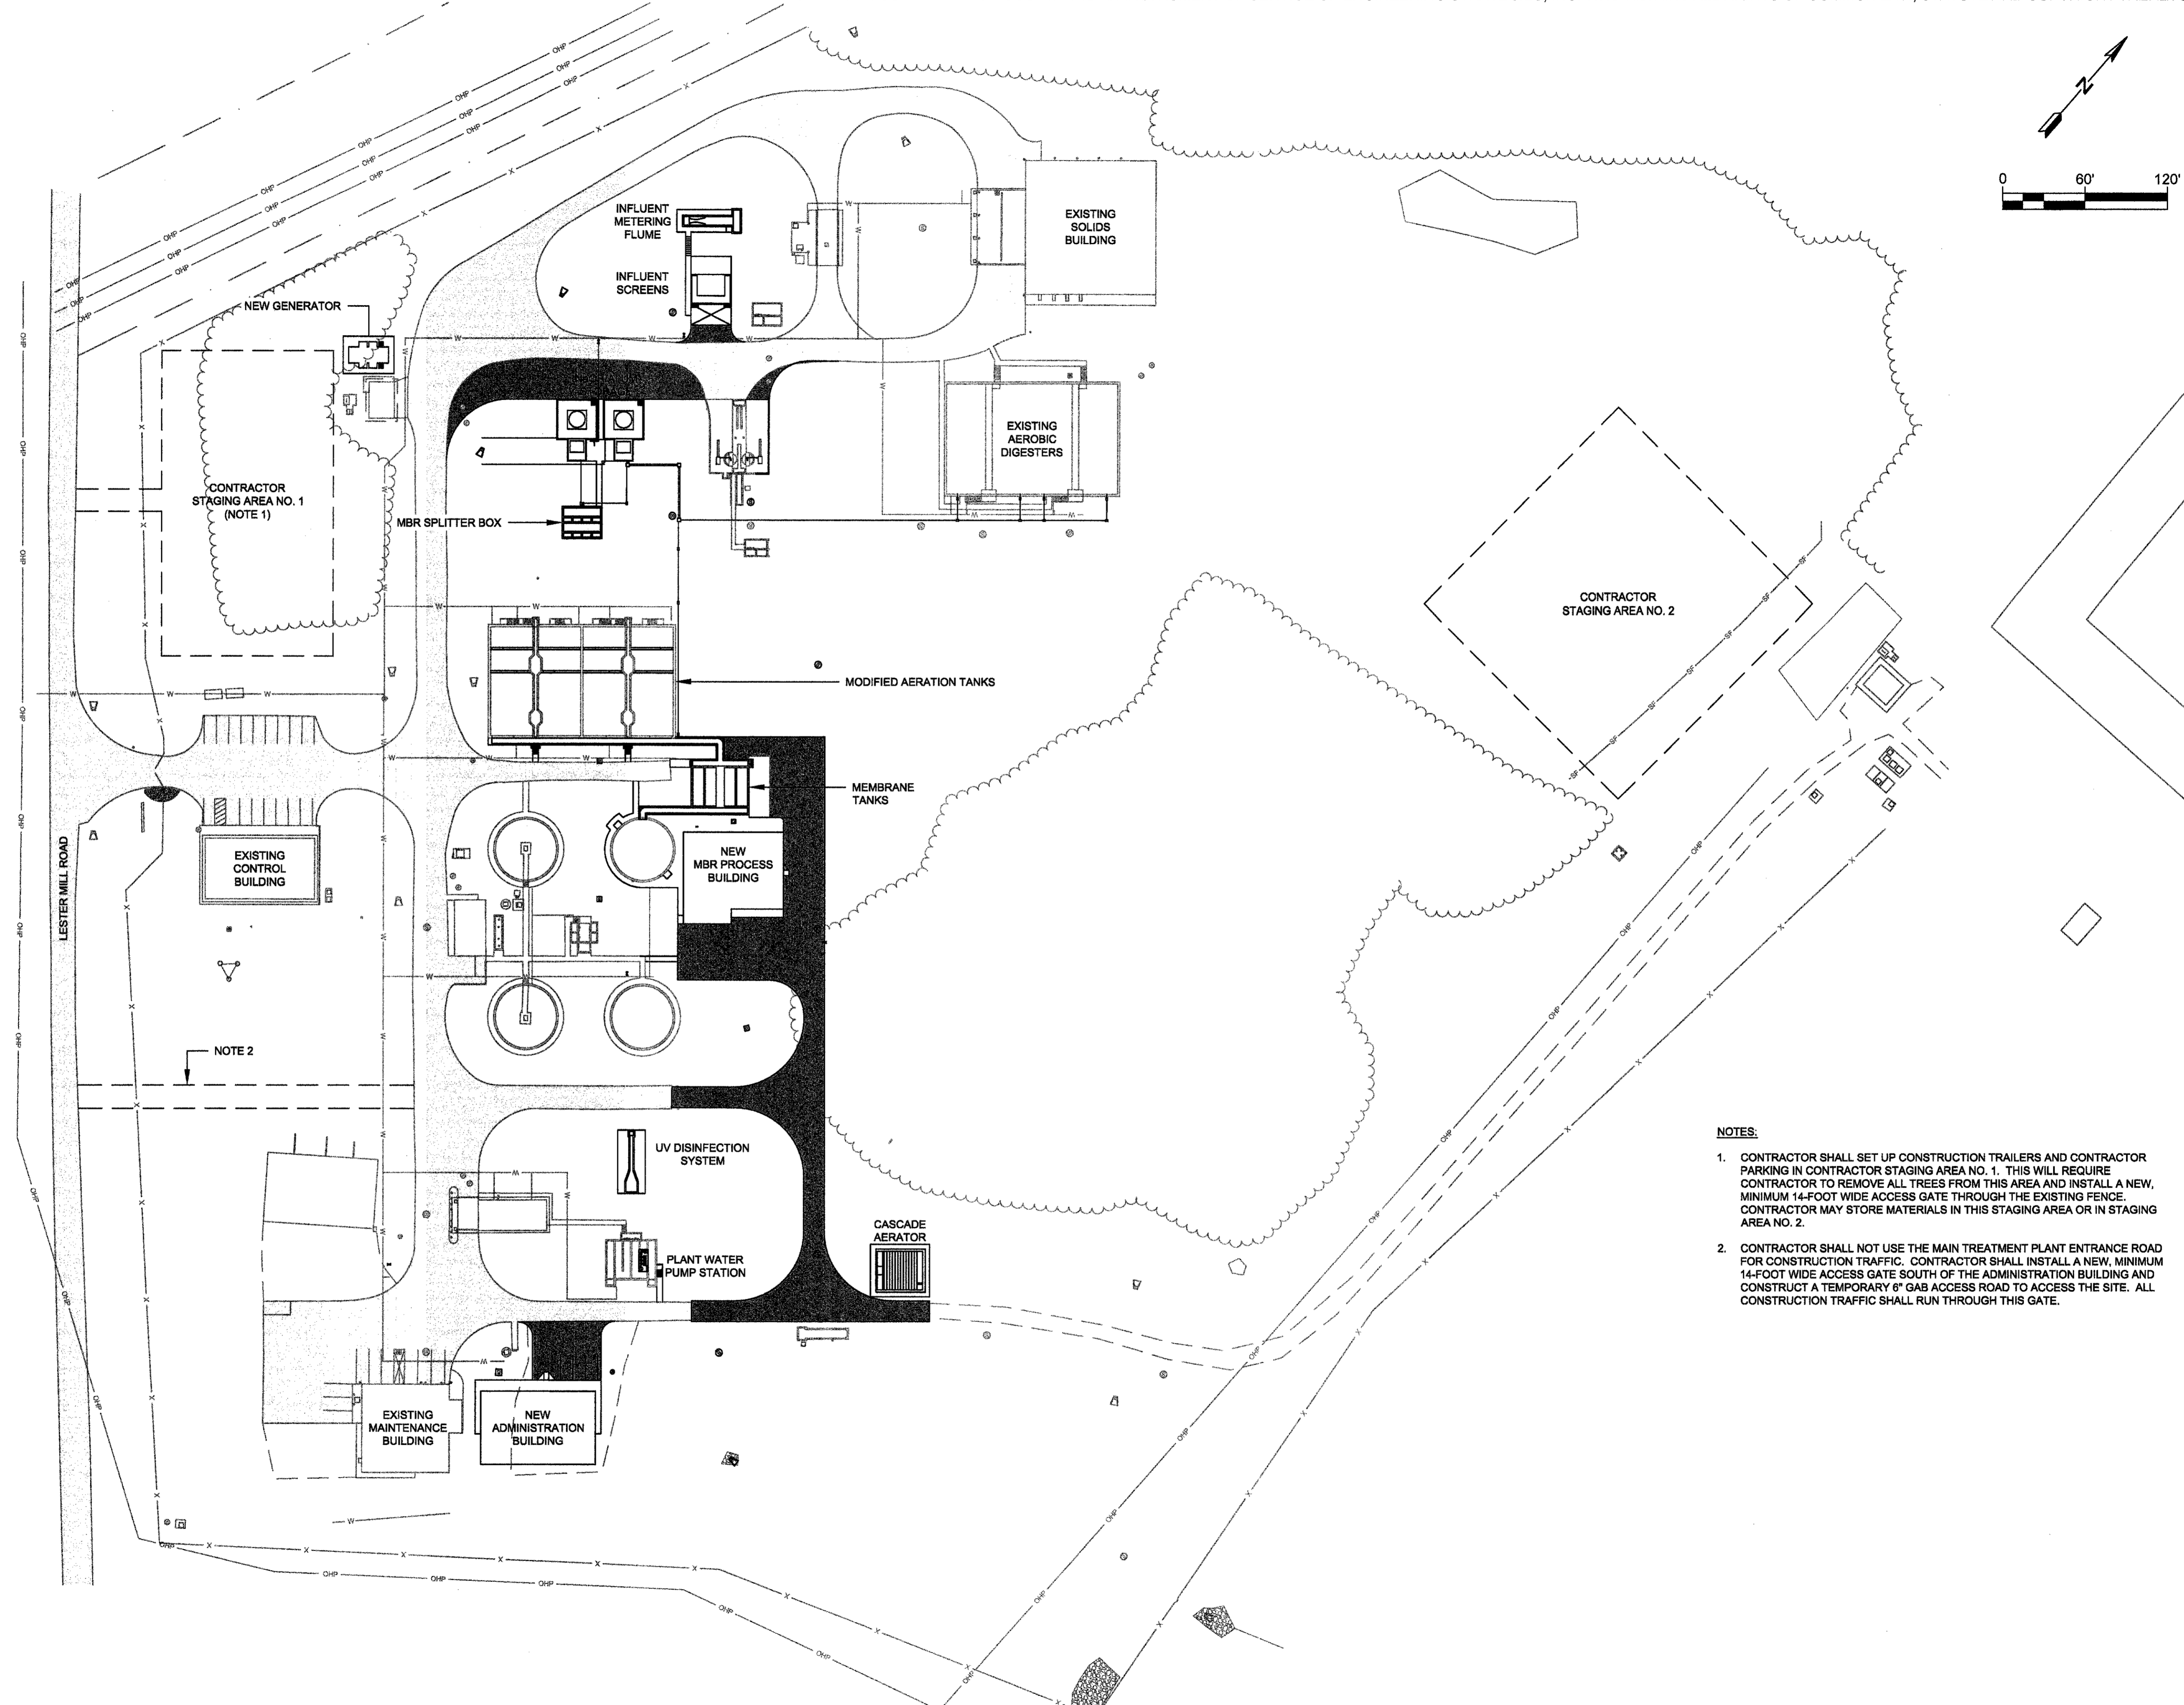 N
0 60' 120'
INFLUENT
METERING
FLUME
INFLUENT
SCREENS
EXISTING
SOLIDS
BUILDING
NEW GENERATOR
CONTRACTOR
STAGING AREA NO. 1
(NOTE 1)
MBR SPLITTER BOX
EXISTING
AEROBIC
DIGESTERS
CONTRACTOR
STAGING AREA NO. 2
MODIFIED AERATION TANKS
MEMBRANE
TANKS
LESTER MILL ROAD
EXISTING
CONTROL
BUILDING
NEW
MBR PROCESS
BUILDING
NOTE 2
UV DISINFECTION
SYSTEM
CASCADE
AERATOR
PLANT WATER
PUMP STATION
EXISTING
MAINTENANCE
BUILDING
NEW
ADMINISTRATION
BUILDING
NOTES:
1. CONTRACTOR SHALL SET UP CONSTRUCTION TRAILERS AND CONTRACTOR
PARKING IN CONTRACTOR STAGING AREA NO. 1. THIS WILL REQUIRE
CONTRACTOR TO REMOVE ALL TREES FROM THIS AREA AND INSTALL A NEW,
MINIMUM 14-FOOT WIDE ACCESS GATE THROUGH THE EXISTING FENCE.
CONTRACTOR MAY STORE MATERIALS IN THIS STAGING AREA OR IN STAGING
AREA NO. 2.
2. CONTRACTOR SHALL NOT USE THE MAIN TREATMENT PLANT ENTRANCE ROAD
FOR CONSTRUCTION TRAFFIC. CONTRACTOR SHALL INSTALL A NEW, MINIMUM
14-FOOT WIDE ACCESS GATE SOUTH OF THE ADMINISTRATION BUILDING AND
CONSTRUCT A TEMPORARY 6" GAB ACCESS ROAD TO ACCESS THE SITE. ALL
CONSTRUCTION TRAFFIC SHALL RUN THROUGH THIS GATE.
OHP
X
W
SF